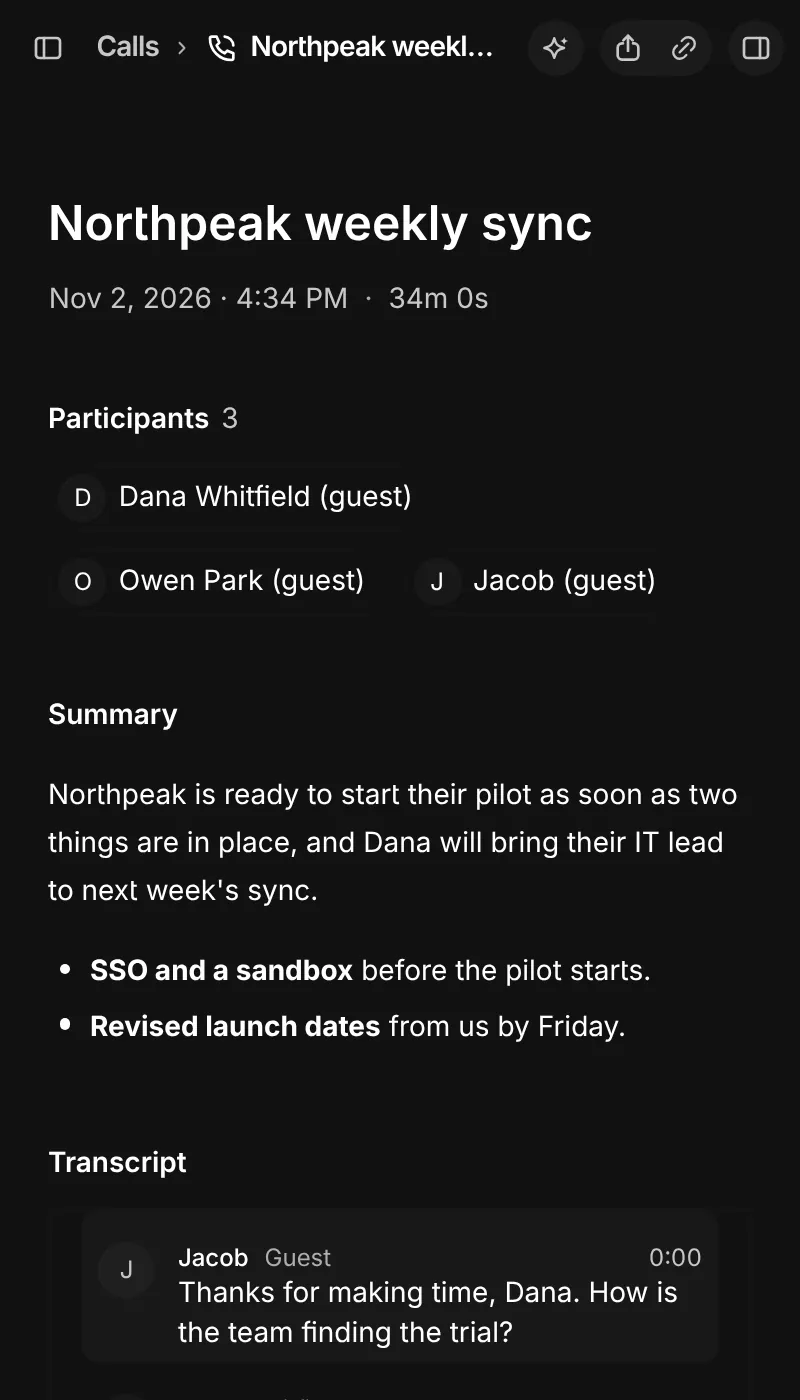 Calls › Northpeak weekl...
Northpeak weekly sync
Nov 2, 2026 · 4:34 PM · 34m 0s
Participants 3
D Dana Whitfield (guest)
O Owen Park (guest) J Jacob (guest)
Summary
Northpeak is ready to start their pilot as soon as two
things are in place, and Dana will bring their IT lead
to next week's sync.
• SSO and a sandbox before the pilot starts.
• Revised launch dates from us by Friday.
Transcript
J Jacob Guest 0:00
Thanks for making time, Dana. How is
the team finding the trial?